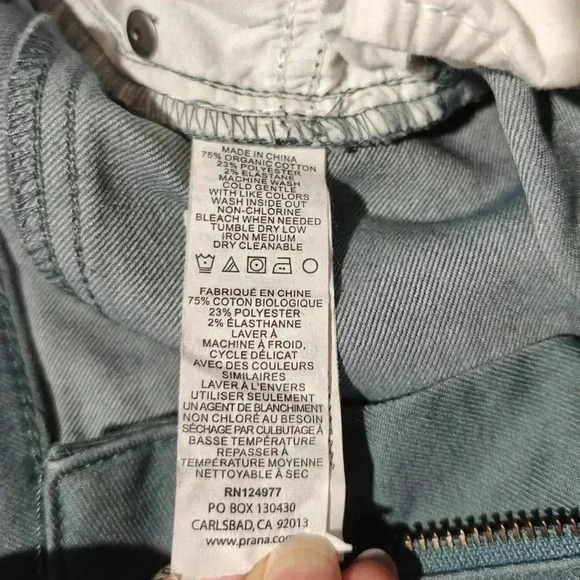 MADE IN CHINA
75% ORGANIC COTTON
23% POLYESTER
2% ELASTANE
MACHINE WASH
COLD GENTLE
WITH LIKE COLORS
WASH INSIDE OUT
NON-CHLORINE
BLEACH WHEN NEEDED
TUMBLE DRY LOW
IRON MEDIUM
DRY CLEANABLE
FABRIQUÉ EN CHINE
75% COTON BIOLOGIQUE
23% POLYESTER
2% ÉLASTHANNE
LAVER À
MACHINE À FROID,
CYCLE DÉLICAT
AVEC DES COULEURS
SIMILAIRES
LAVER À L'ENVERS
UTILISER SEULEMENT
UN AGENT DE BLANCHIMENT
NON CHLORÉ AU BESOIN
SÉCHAGE PAR CULBUTAGE À
BASSE TEMPÉRATURE
REPASSER À
TEMPÉRATURE MOYENNE
NETTOYABLE À SEC
RN124977
PO BOX 130430
CARLSBAD, CA 92013
www.prana.com